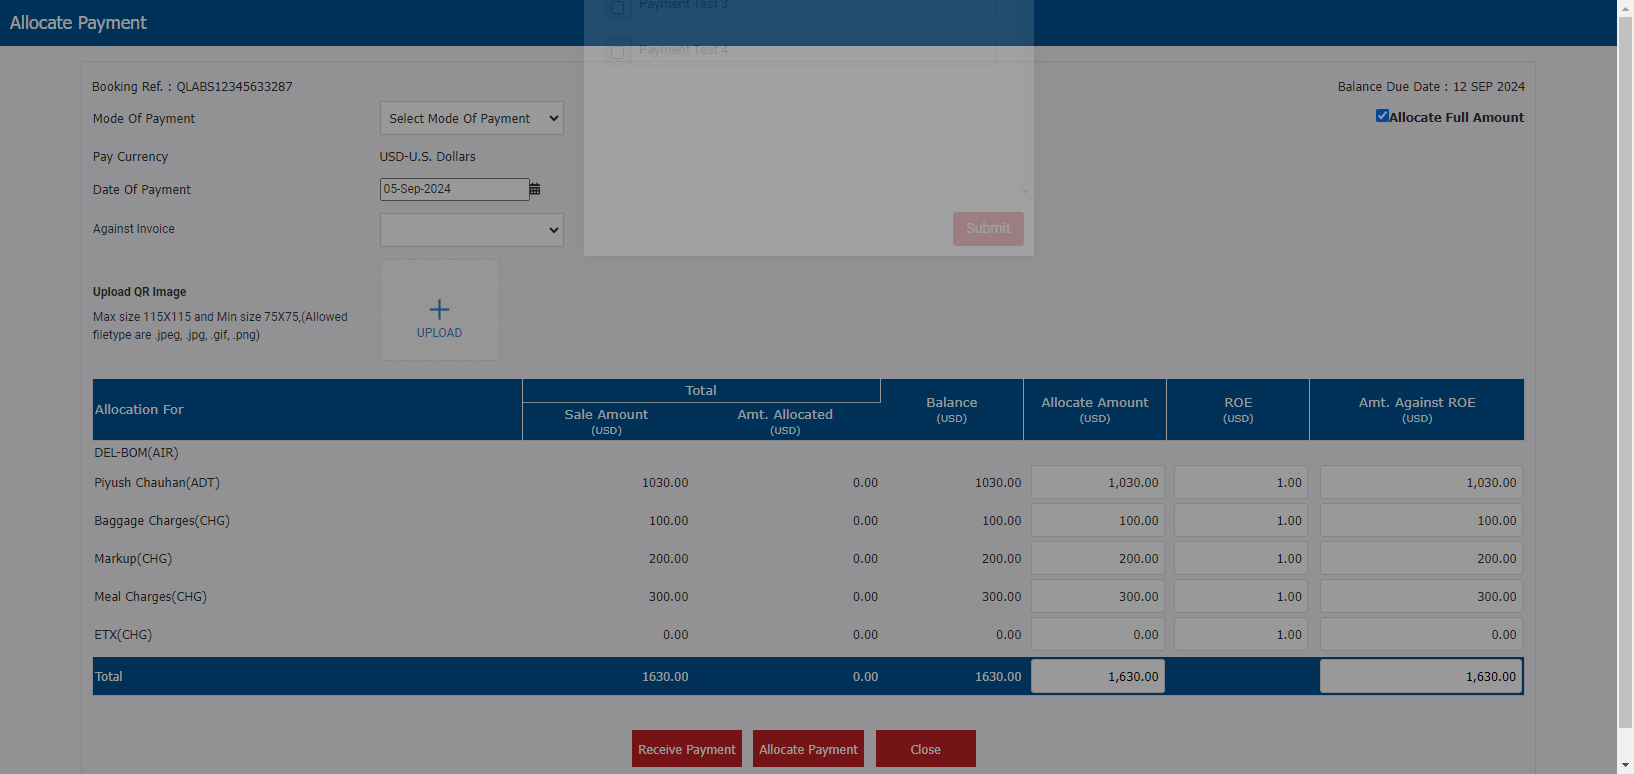 Allocate Payment
Payment Test 3
Payment Test 4
Submit
Booking Ref. : QLABS12345633287
Balance Due Date : 12 SEP 2024
Mode Of Payment
Select Mode Of Payment
Allocate Full Amount
Pay Currency
USD-U.S. Dollars
Date Of Payment
05-Sep-2024
Against Invoice
Upload QR Image
Max size 115X115 and Min size 75X75,(Allowed
filetype are .jpeg, .jpg, .gif, .png)
UPLOAD
Allocation For
Total
Sale Amount
(USD)
Amt. Allocated
(USD)
Balance
(USD)
Allocate Amount
(USD)
ROE
(USD)
Amt. Against ROE
(USD)
DEL-BOM(AIR)
Piyush Chauhan(ADT) 1030.00 0.00 1030.00 1,030.00 1.00 1,030.00
Baggage Charges(CHG) 100.00 0.00 100.00 100.00 1.00 100.00
Markup(CHG) 200.00 0.00 200.00 200.00 1.00 200.00
Meal Charges(CHG) 300.00 0.00 300.00 300.00 1.00 300.00
ETX(CHG) 0.00 0.00 0.00 0.00 1.00 0.00
Total 1630.00 0.00 1630.00 1,630.00 1,630.00
Receive Payment
Allocate Payment
Close